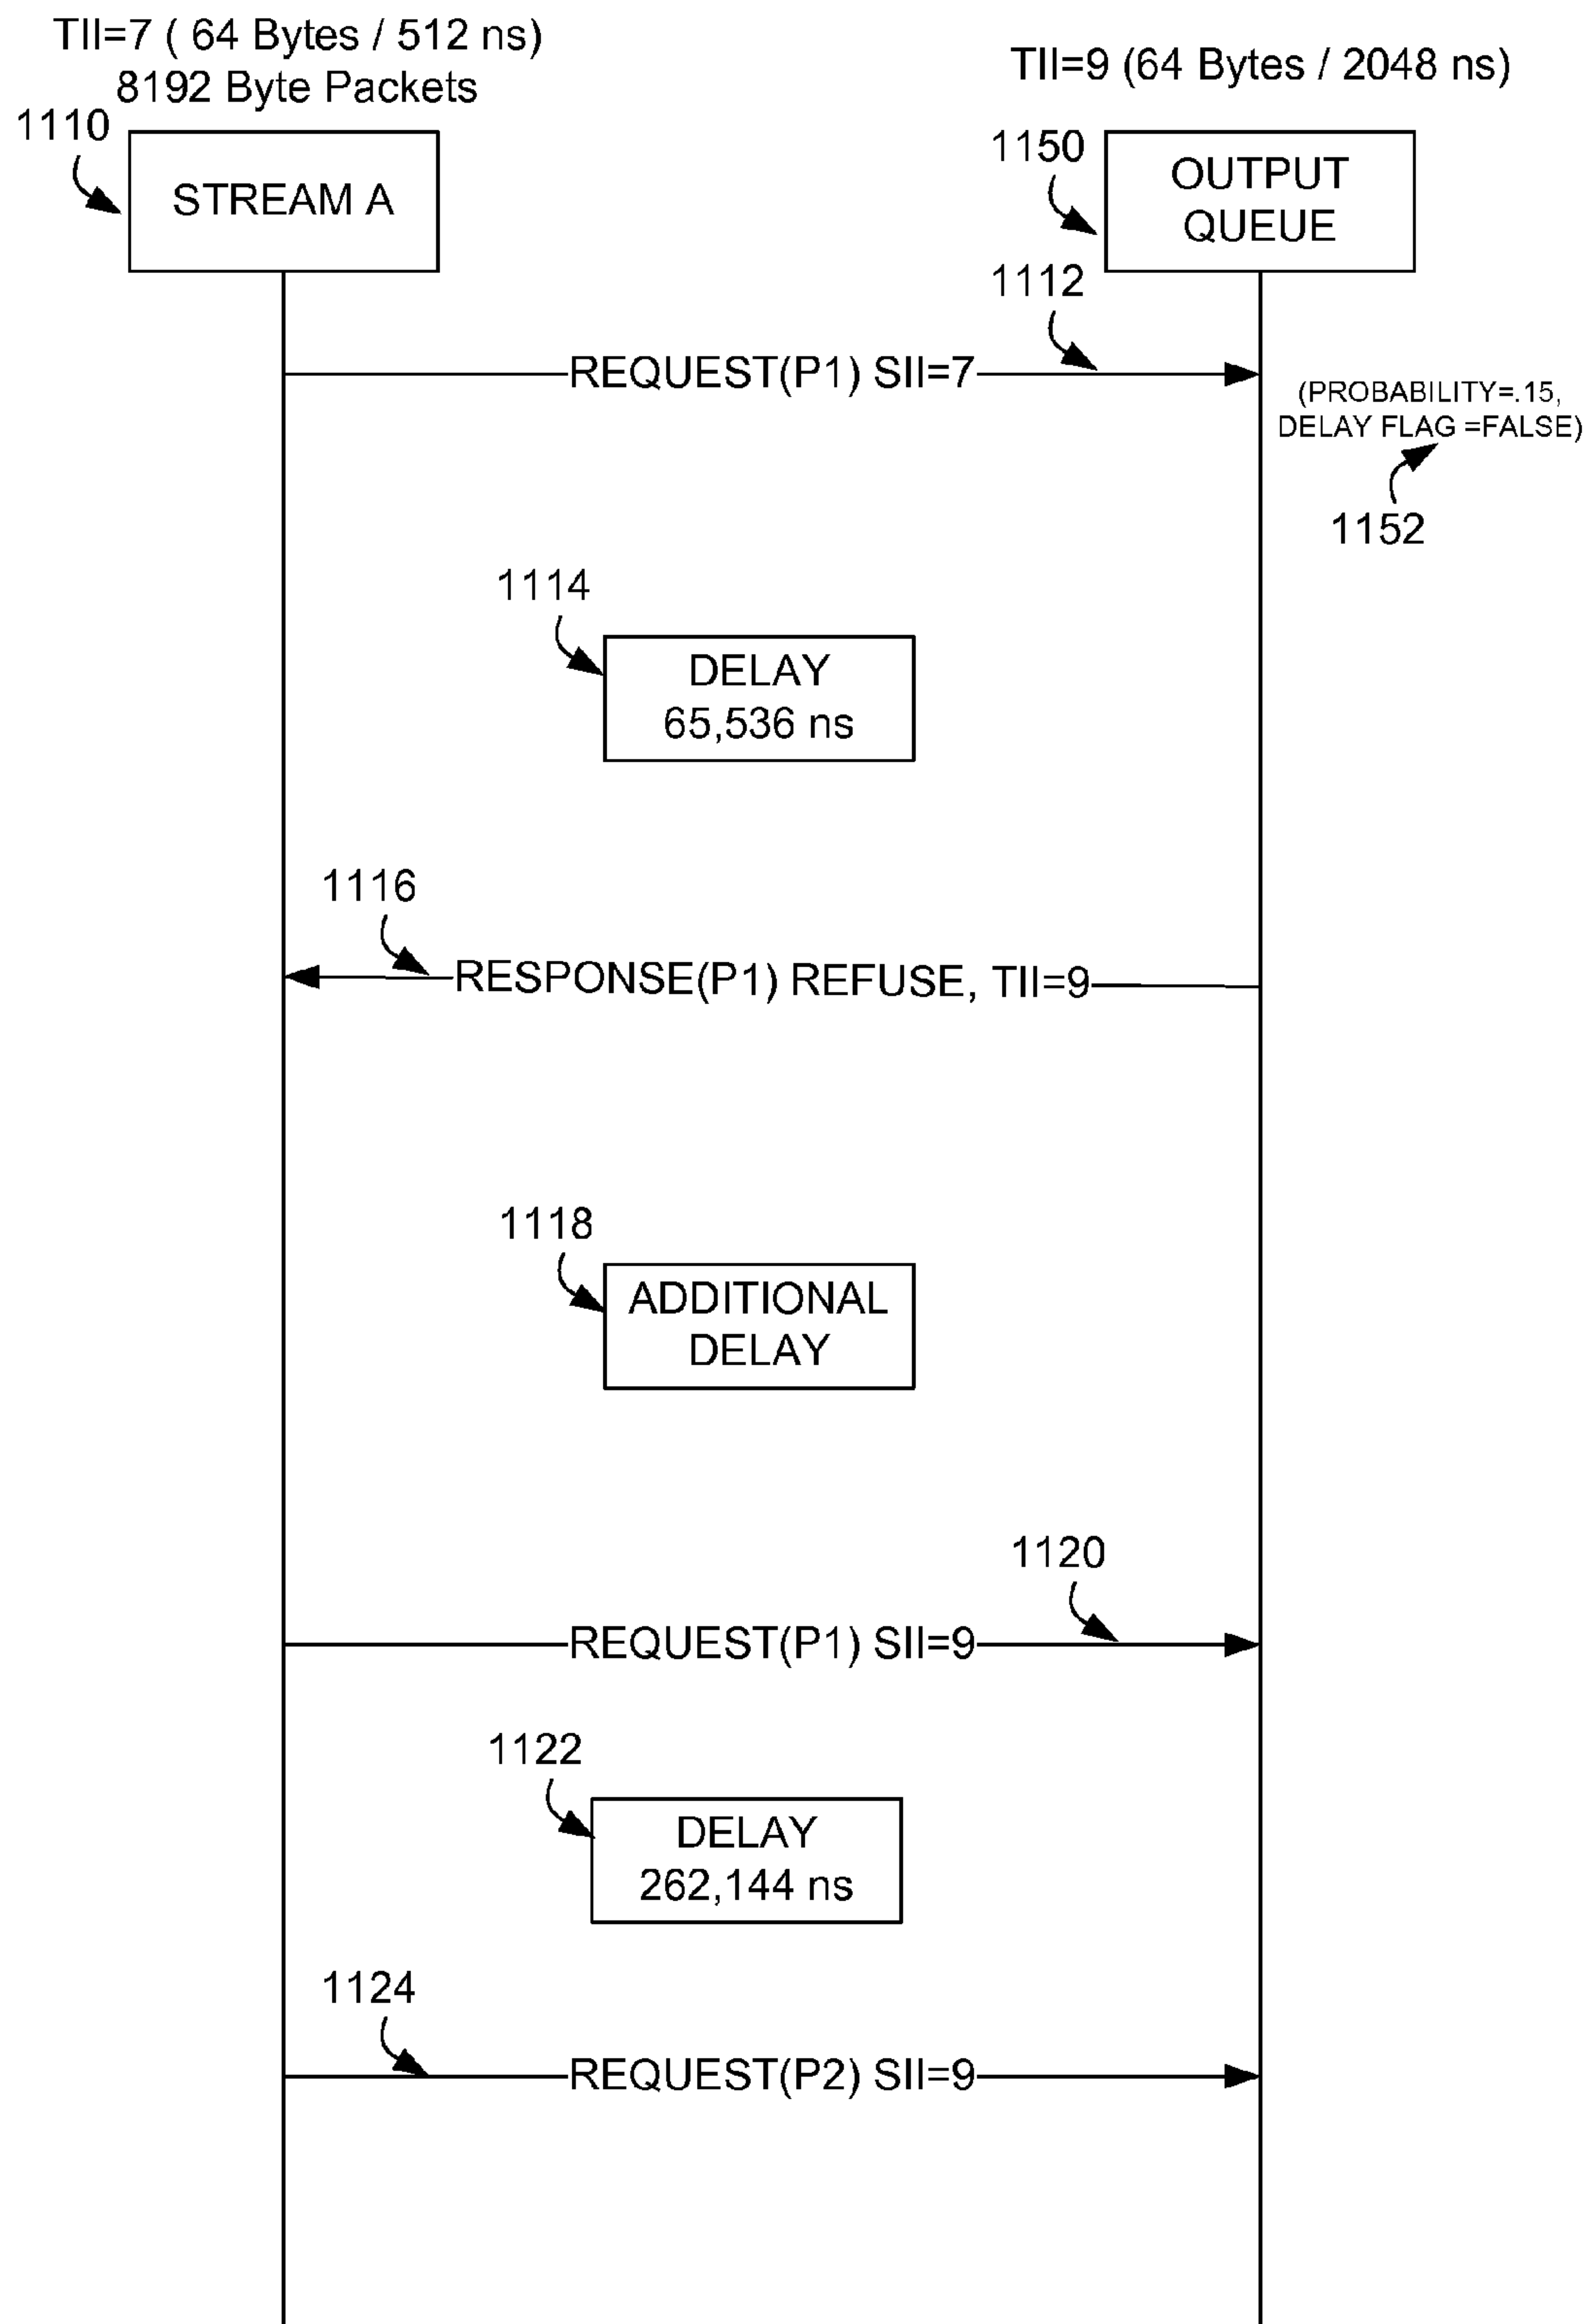 TII=7 ( 64 Bytes / 512 ns)
8192 Byte Packets
TII=9 (64 Bytes / 2048 ns)
1110
STREAM A
1150
OUTPUT
QUEUE
1112
REQUEST(P1) SII=7
(PROBABILITY=.15,
DELAY FLAG =FALSE)
1152
1114
DELAY
65,536 ns
1116
RESPONSE(P1) REFUSE, TII=9
1118
ADDITIONAL
DELAY
1120
REQUEST(P1) SII=9
1122
DELAY
262,144 ns
1124
REQUEST(P2) SII=9